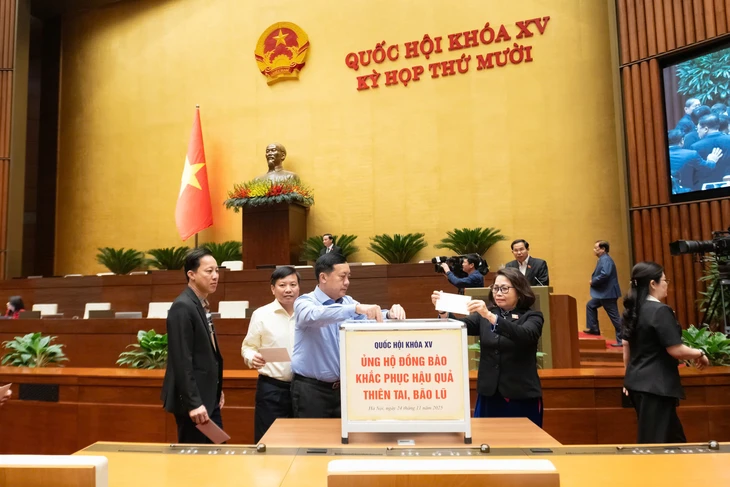 QUỐC HỘI KHÓA XV
KỲ HỌP THỨ MƯỜI
QUỐC HỘI KHÓA XV
ỦNG HỘ ĐỒNG BÀO
KHẮC PHỤC HẬU QUẢ
THIÊN TAI, BÃO LŨ